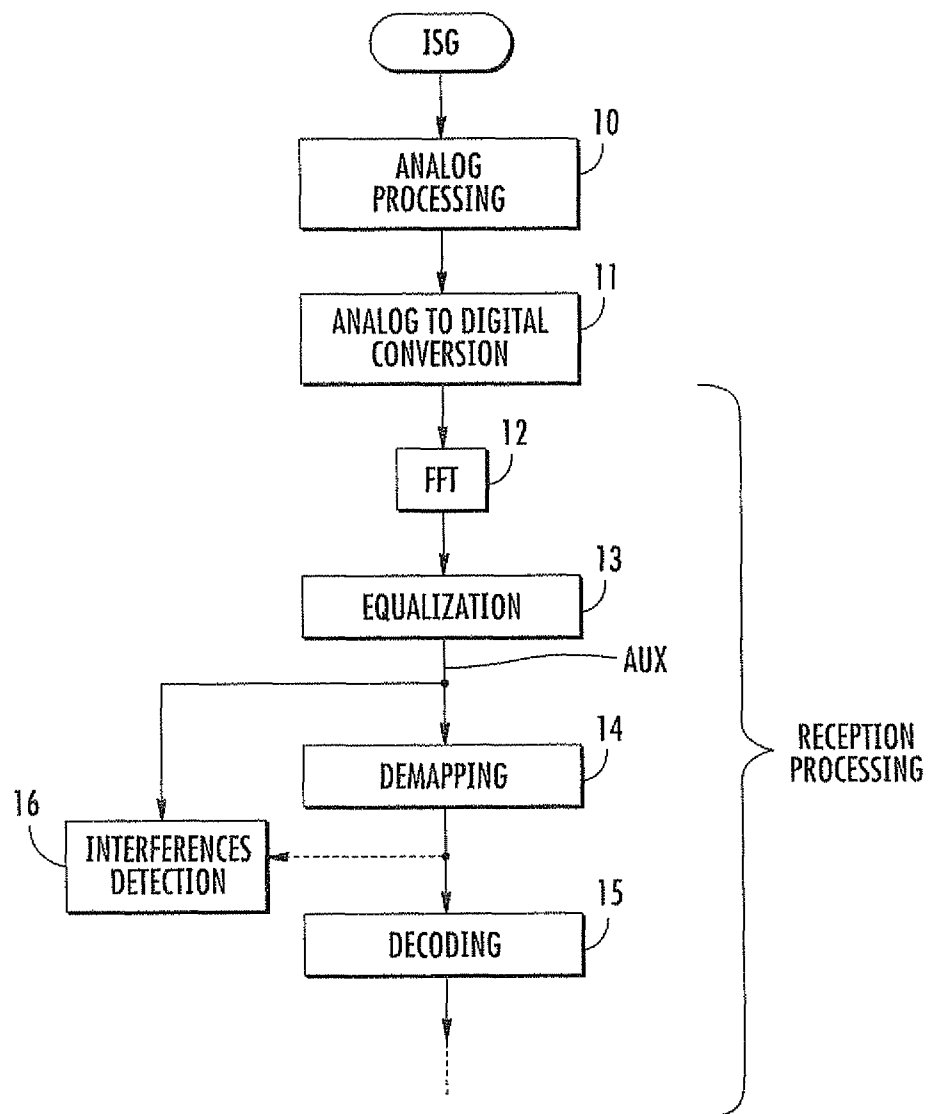 ISG
10
ANALOG
PROCESSING
11
ANALOG TO DIGITAL
CONVERSION
12
FFT
13
EQUALIZATION
AUX
14
DEMAPPING
RECEPTION
PROCESSING
16
INTERFERENCES
DETECTION
15
DECODING